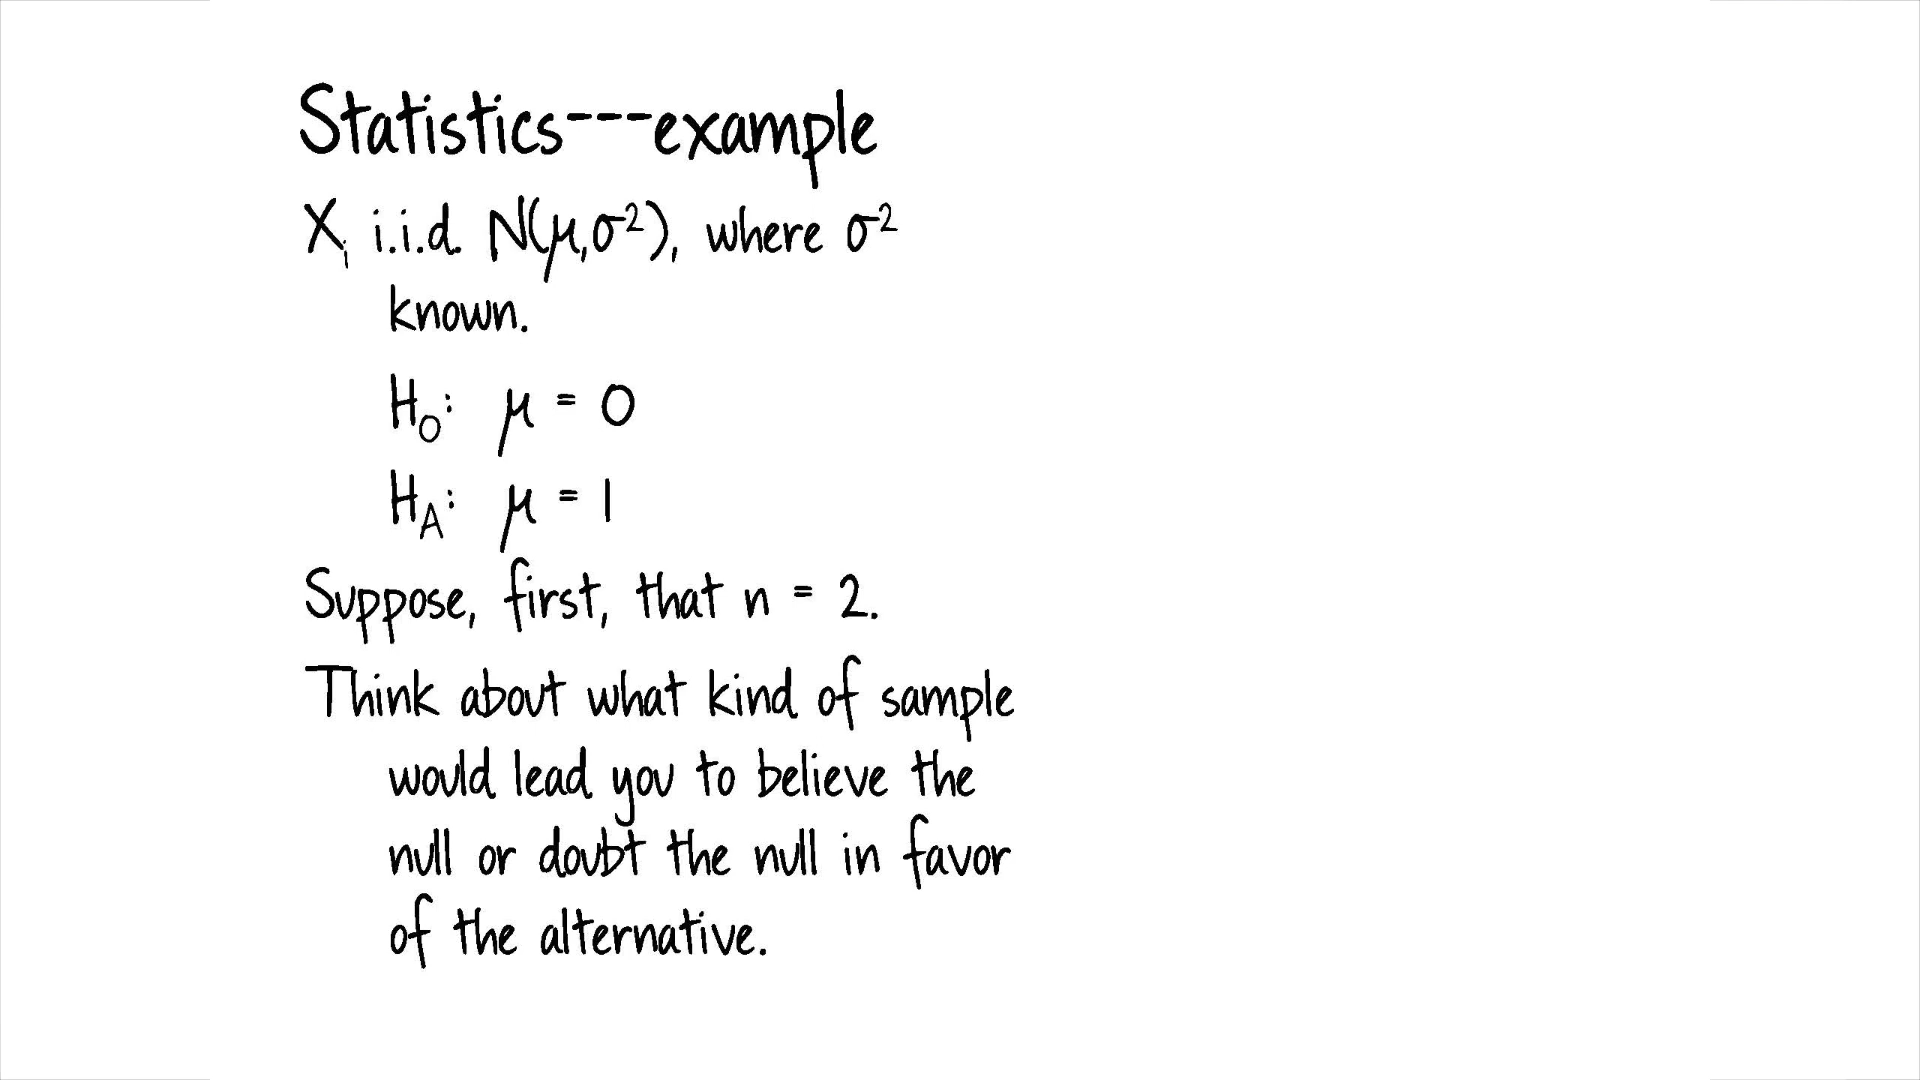 Statistics---example
Xᵢ i.i.d. N(μ,σ²), where σ²
known.
H₀: μ = 0
H_A: μ = 1
Suppose, first, that n = 2.
Think about what kind of sample
would lead you to believe the
null or doubt the null in favor
of the alternative.